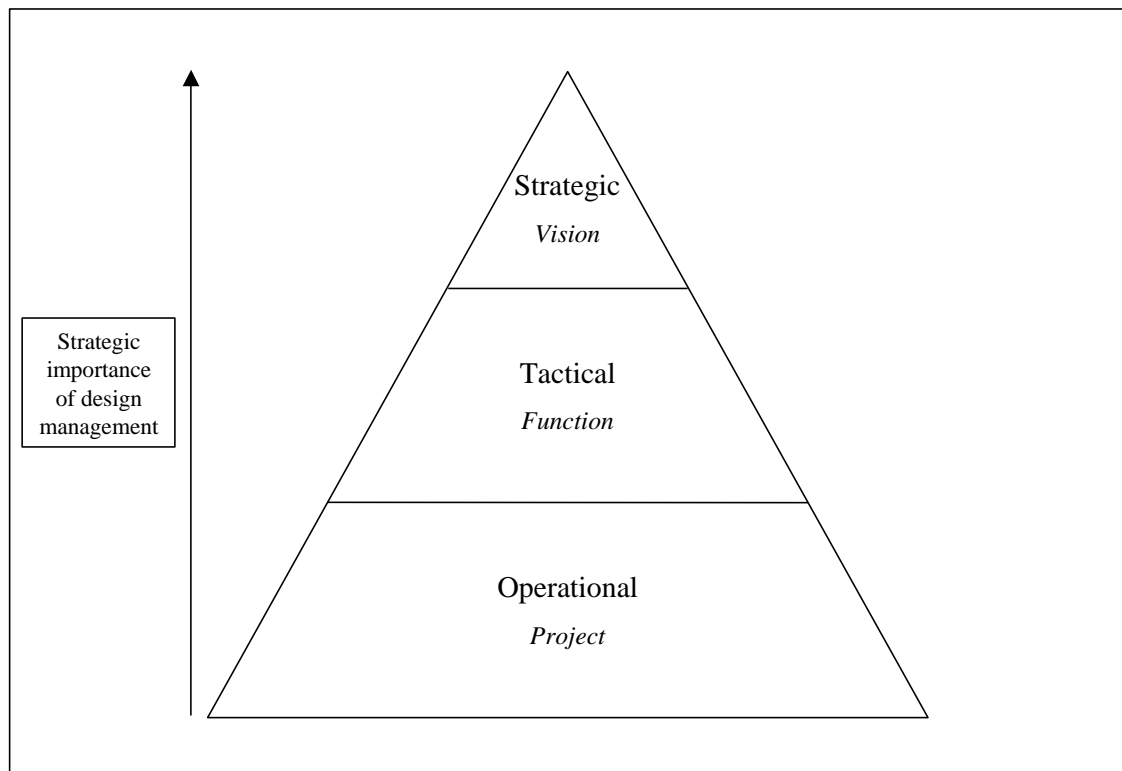 Strategic
Vision
Strategic
importance
of design
management
Tactical
Function
Operational
Project